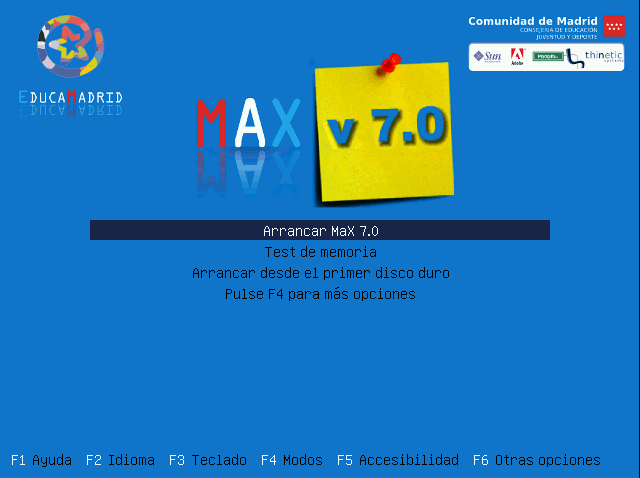 Comunidad de Madrid
CONSEJERÍA DE EDUCACIÓN
JUVENTUD Y DEPORTE
Sun
Adobe
thinetic
EDUCAMADRID
MAX
v 7.0
Arrancar MaX 7.0
Test de memoria
Arrancar desde el primer disco duro
Pulse F4 para más opciones
F1 Ayuda F2 Idioma F3 Teclado F4 Modos F5 Accesibilidad F6 Otras opciones